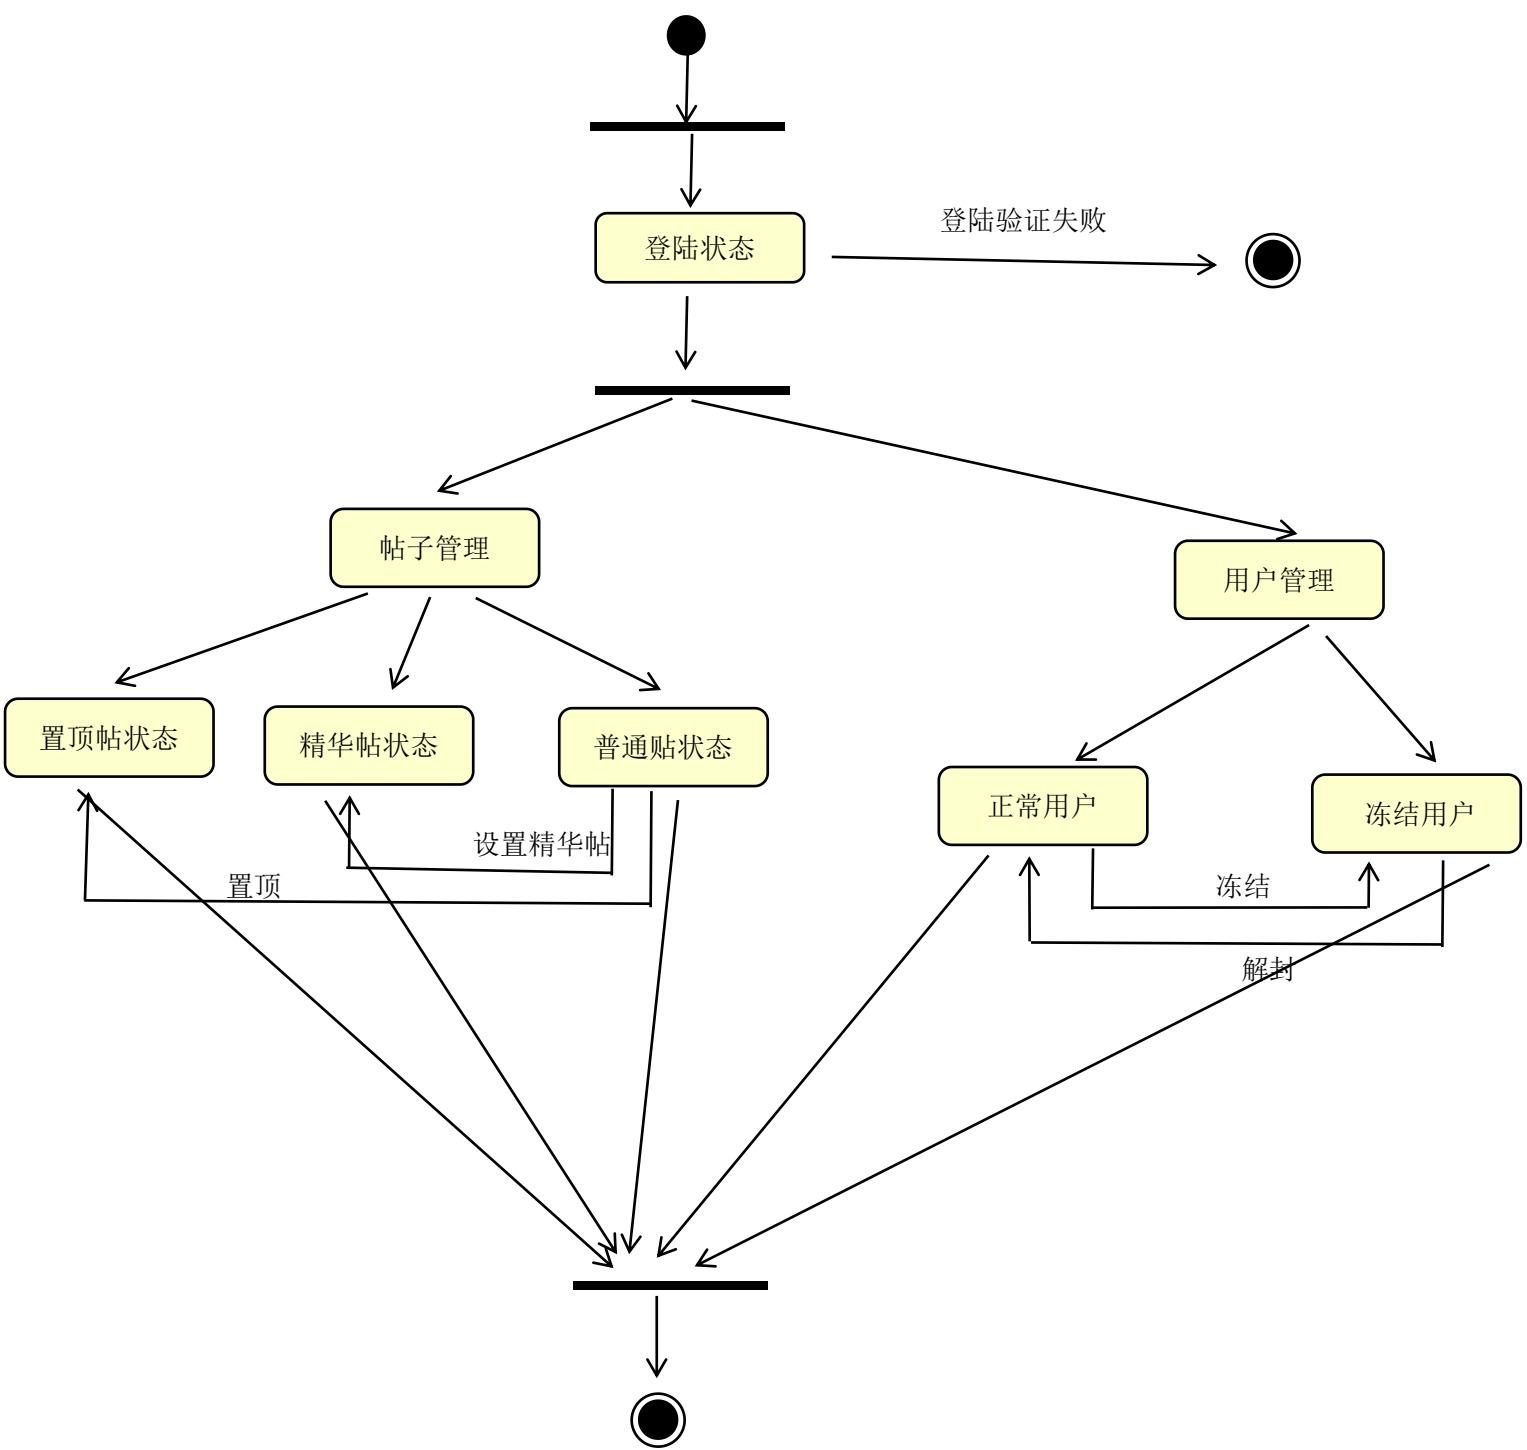 登陆验证失败
登陆状态
帖子管理
用户管理
置顶帖状态
精华帖状态
普通贴状态
正常用户
冻结用户
设置精华帖
置顶
冻结
解封